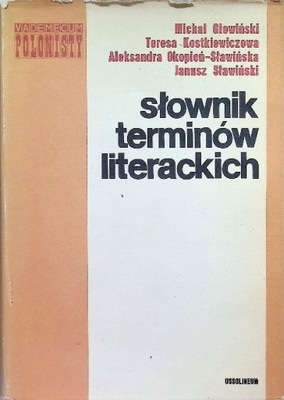 VADEMECUM
POLONISTY
Michał Głowiński
Teresa Kostkiewiczowa
Aleksandra Okopień-Sławińska
Janusz Sławiński
słownik
terminów
literackich
OSSOLINEUM